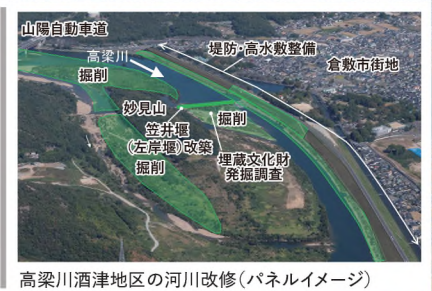 山陽自動車道
高梁川
堤防・高水敷整備
倉敷市街地
掘削
妙見山
笠井堰
(左岸堰)改築
掘削
掘削
埋蔵文化財
発掘調査
高梁川酒津地区の河川改修(パネルイメージ)